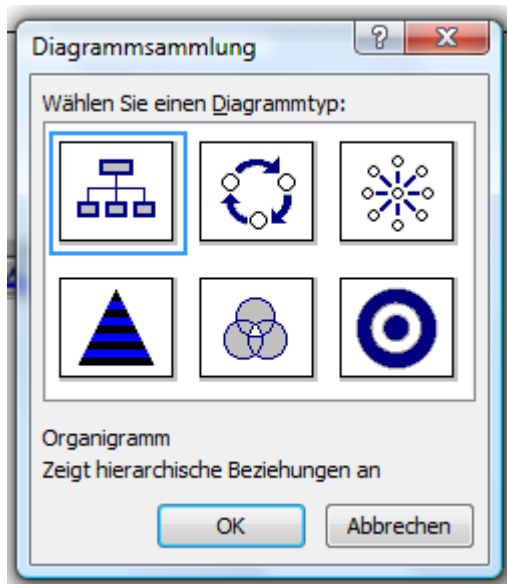 Diagrammsammlung
Wählen Sie einen Diagrammtyp:
Organigramm
Zeigt hierarchische Beziehungen an
OK
Abbrechen